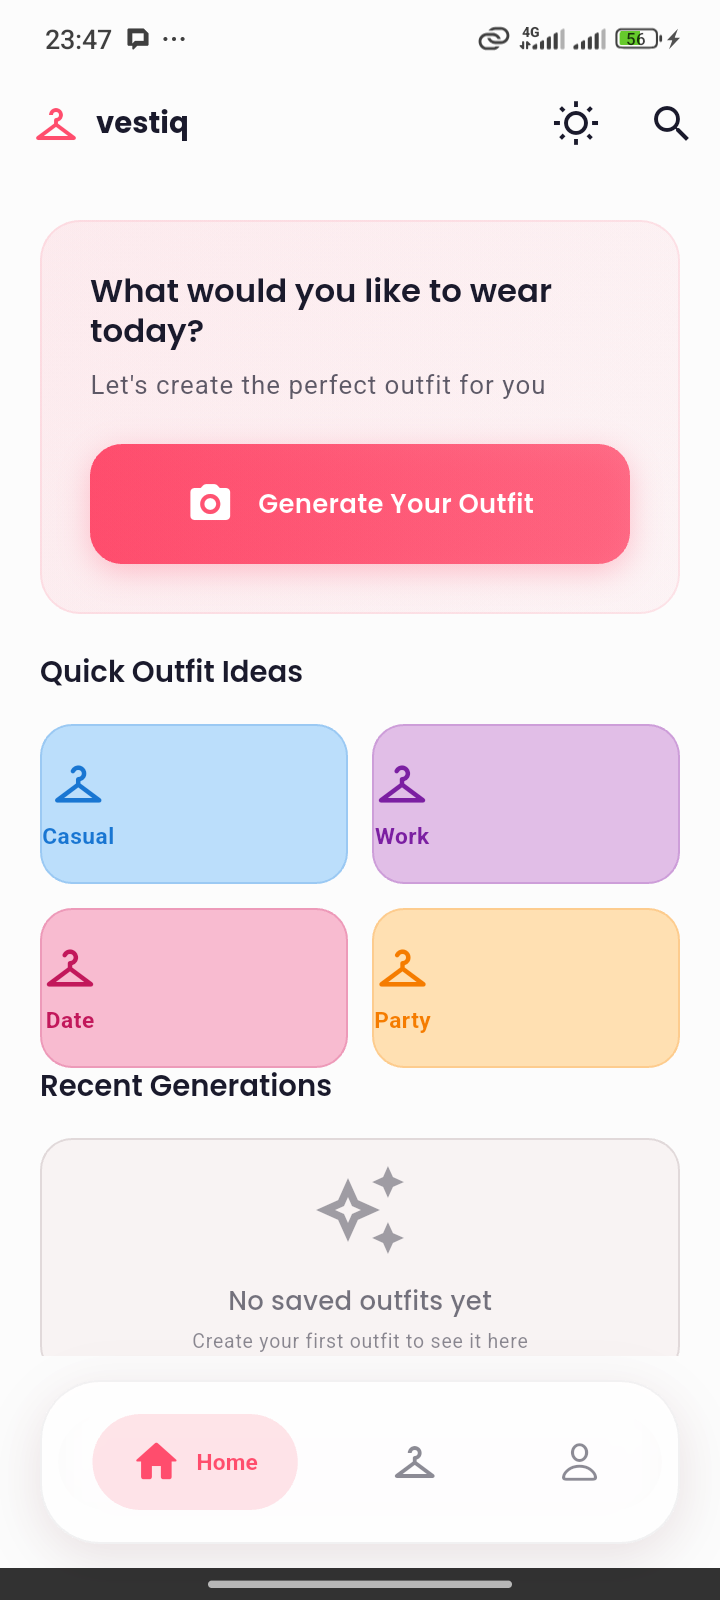 23:47
4G
56
vestiq
What would you like to wear
today?
Let's create the perfect outfit for you
Generate Your Outfit
Quick Outfit Ideas
Casual
Work
Date
Party
Recent Generations
No saved outfits yet
Create your first outfit to see it here
Home